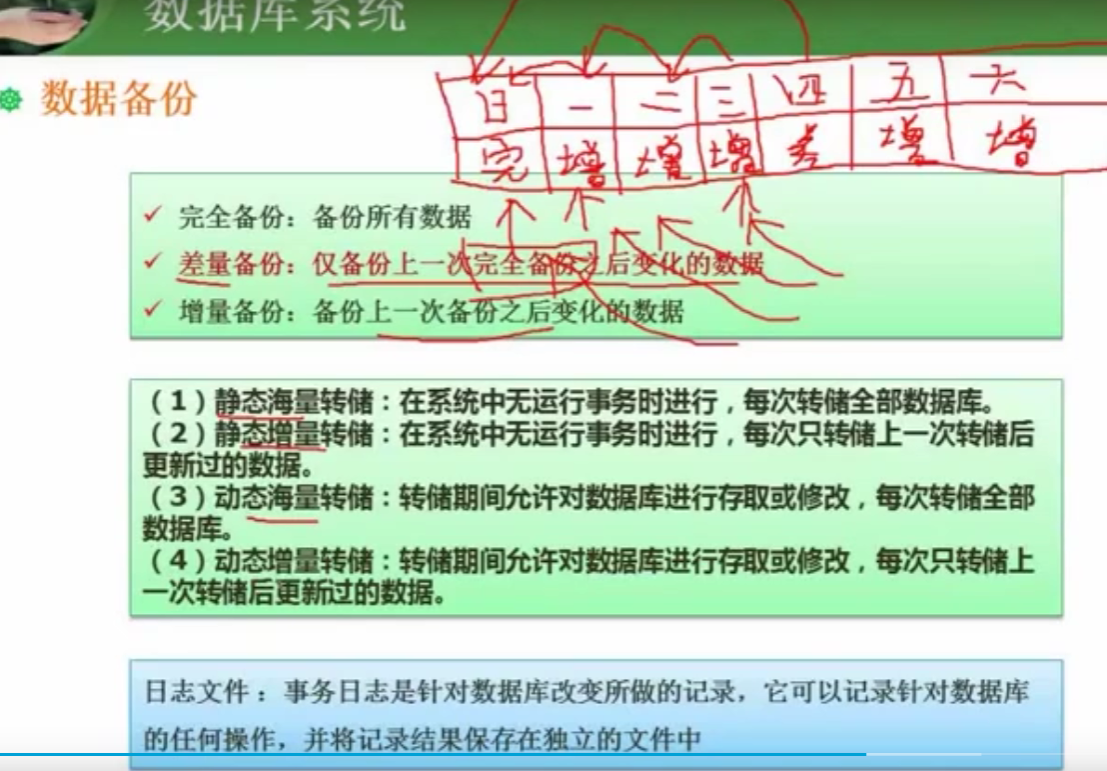 数据库系统
数据备份
日 一 二 三 四 五 六
完 增 增 增 差 增 增
完全备份：备份所有数据
差量备份：仅备份上一次完全备份之后变化的数据
增量备份：备份上一次备份之后变化的数据
（1）静态海量转储：在系统中无运行事务时进行，每次转储全部数据库。
（2）静态增量转储：在系统中无运行事务时进行，每次只转储上一次转储后
更新过的数据。
（3）动态海量转储：转储期间允许对数据库进行存取或修改，每次转储全部
数据库。
（4）动态增量转储：转储期间允许对数据库进行存取或修改，每次只转储上
一次转储后更新过的数据。
日志文件：事务日志是针对数据库改变所做的记录，它可以记录针对数据库
的任何操作，并将记录结果保存在独立的文件中